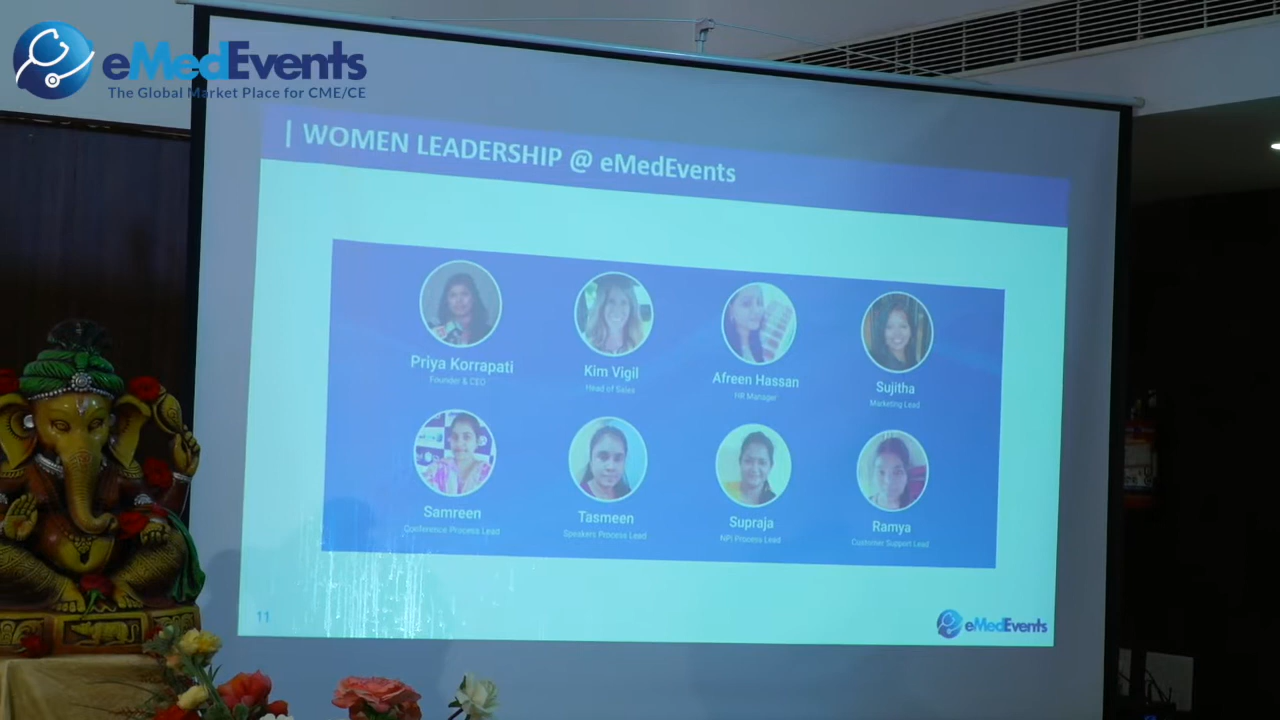 eMedEvents
The Global Market Place for CME/CE
| WOMEN LEADERSHIP @ eMedEvents
Priya Korrapati
Founder & CEO
Kim Vigil
Head of Sales
Afreen Hassan
HR Manager
Sujitha
Marketing Lead
Samreen
Conference Process Lead
Tasmeen
Speakers Process Lead
Supraja
NPI Process Lead
Ramya
Customer Support Lead
11
eMedEvents